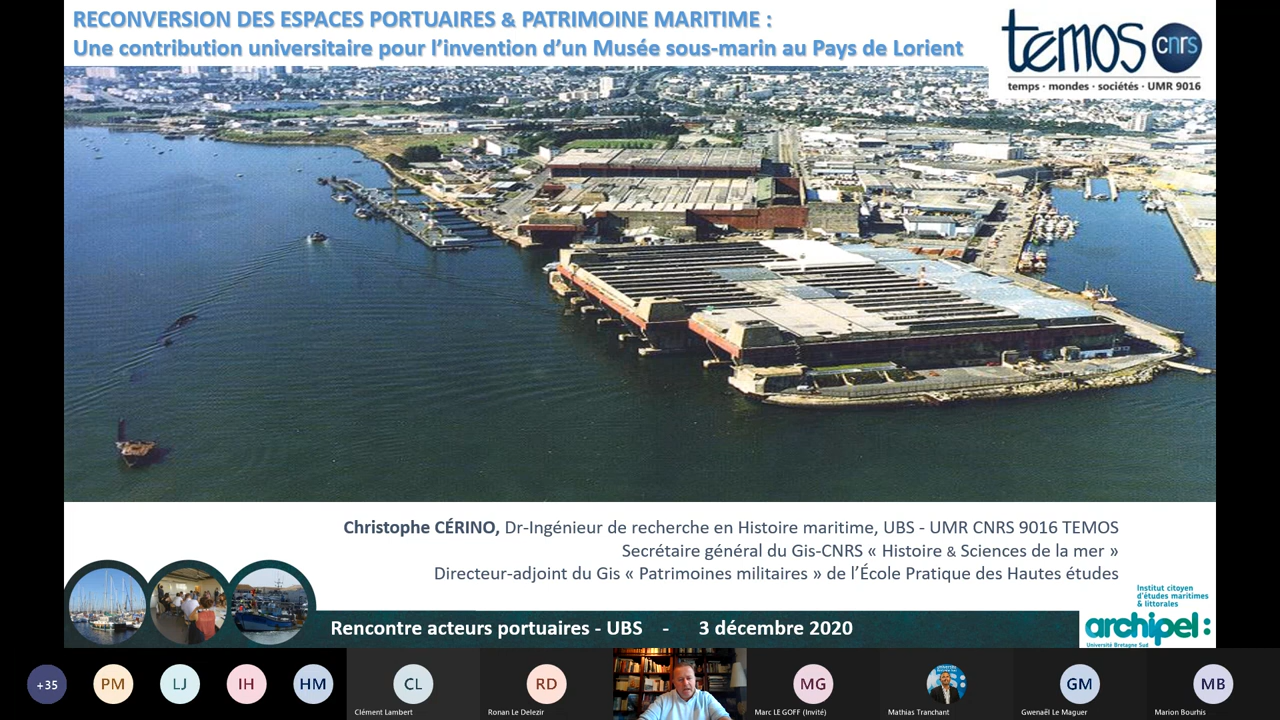 RECONVERSION DES ESPACES PORTUAIRES & PATRIMOINE MARITIME :
Une contribution universitaire pour l'invention d'un Musée sous-marin au Pays de Lorient
temos cnrs
temps · mondes · sociétés · UMR 9016
Christophe CÉRINO, Dr-Ingénieur de recherche en Histoire maritime, UBS - UMR CNRS 9016 TEMOS
Secrétaire général du Gis-CNRS « Histoire & Sciences de la mer »
Directeur-adjoint du Gis « Patrimoines militaires » de l'École Pratique des Hautes études
Institut citoyen
d'études maritimes
& littorales
archipel:
Université Bretagne Sud
Rencontre acteurs portuaires - UBS - 3 décembre 2020
+35 PM LJ IH HM CL RD MG GM MB
Clément Lambert Ronan Le Delezir Marc LE GOFF (Invité) Mathias Tranchant Gwenaël Le Maguer Marion Bourhis